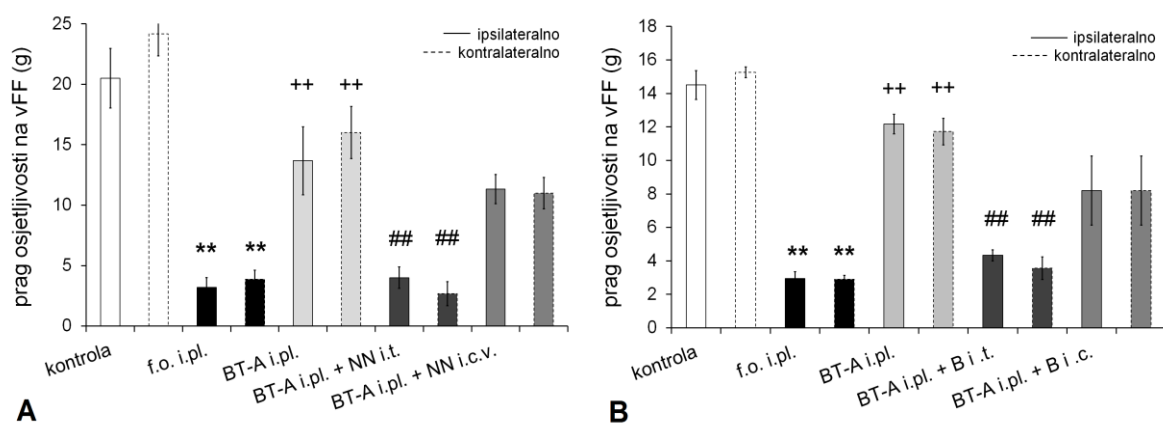 25
20
15
10
5
0
prag osjetljivosti na vFF (g)
ipsilateralno
kontralateralno
** **
++ ++
## ##
kontrola
f.o. i.pl.
BT-A i.pl.
BT-A i.pl. + NN i.t.
BT-A i.pl. + NN i.c.v.
A
18
16
14
12
10
8
6
4
2
0
prag osjetljivosti na vFF (g)
ipsilateralno
kontralateralno
** **
++ ++
## ##
kontrola
f.o. i.pl.
BT-A i.pl.
BT-A i.pl. + B i .t.
BT-A i.pl. + B i .c.
B